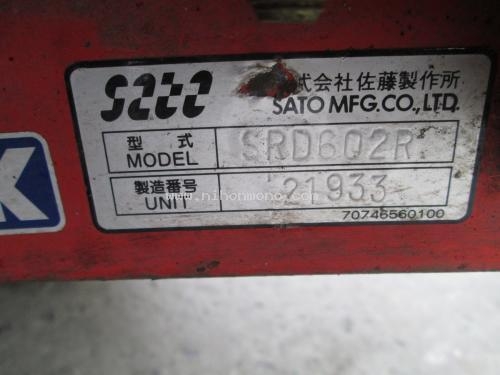 sato
式会社佐藤製作所
SATO MFG.CO.,LTD.
型式 SRD602R
MODEL
製造番号 21933
UNIT
www.nihonmono.com
70746560100
K